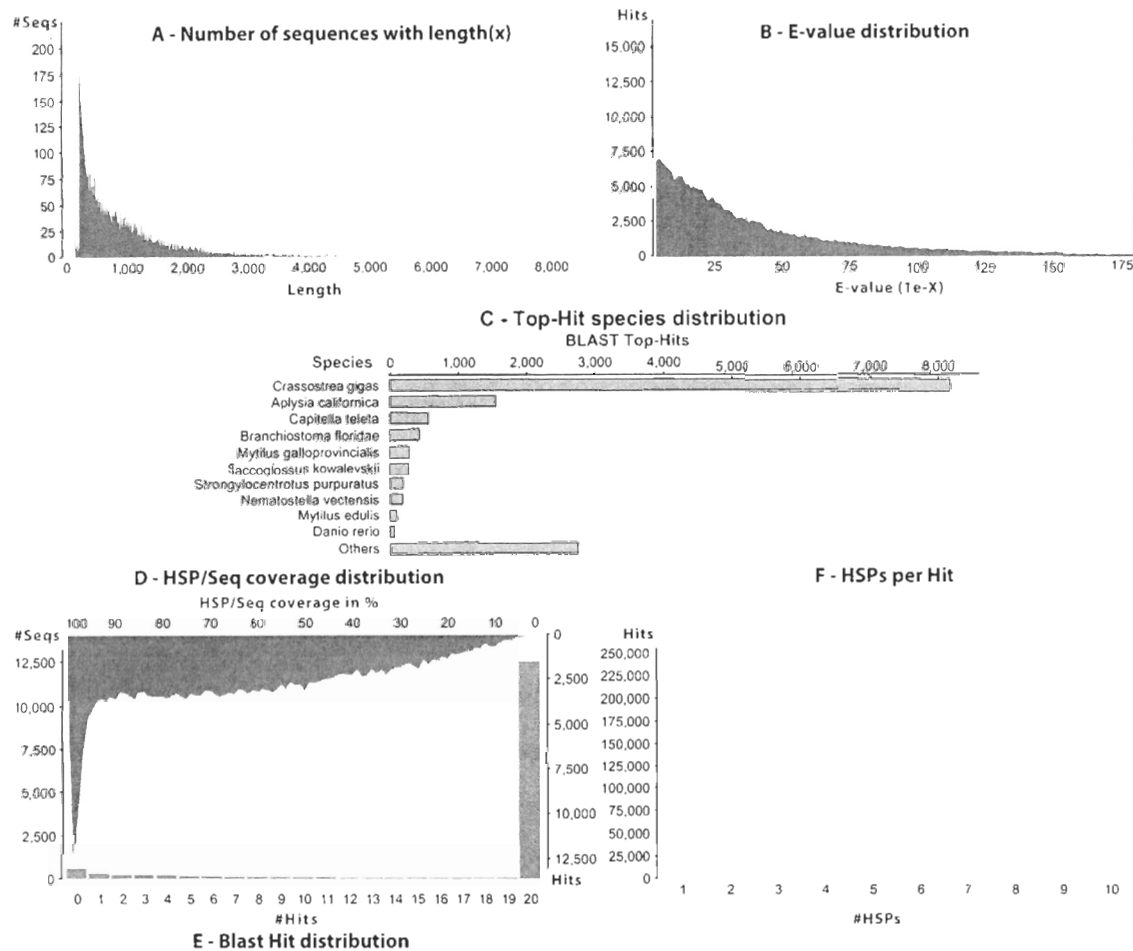 #Seqs
A - Number of sequences with length(x)
200
175
150
125
100
75
50
25
0
0 1,000 2,000 3,000 4,000 5,000 6,000 7,000 8,000
Length
Hits
B - E-value distribution
15,000
12,500
10,000
7,500
5,000
2,500
0
25 50 75 100 125 150 175
E-value (1e-X)
C - Top-Hit species distribution
BLAST Top-Hits
Species 0 1,000 2,000 3,000 4,000 5,000 6,000 7,000 8,000
Crassostrea gigas
Aplysia californica
Capitella teleta
Branchiostoma floridae
Mytilus galloprovincialis
Saccoglossus kowalevskii
Strongylocentrotus purpuratus
Nematostella vectensis
Mytilus edulis
Danio rerio
Others
D - HSP/Seq coverage distribution
HSP/Seq coverage in %
100 90 80 70 60 50 40 30 20 10 0
#Seqs
12,500
10,000
7,500
5,000
2,500
0
0
2,500
5,000
7,500
10,000
12,500
Hits
0 1 2 3 4 5 6 7 8 9 10 11 12 13 14 15 16 17 18 19 20
#Hits
E - Blast Hit distribution
F - HSPs per Hit
Hits
250,000
225,000
200,000
175,000
150,000
125,000
100,000
75,000
50,000
25,000
0
1 2 3 4 5 6 7 8 9 10
#HSPs